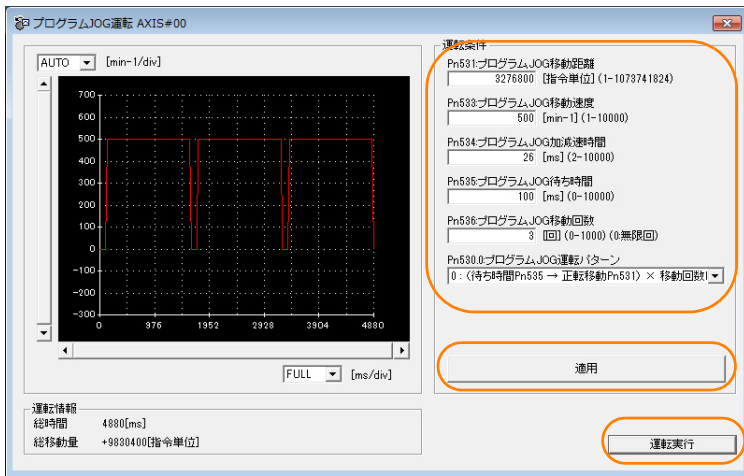 プログラムJOG運転 AXIS#00
AUTO [min-1/div]
700
600
500
400
300
200
100
0
-100
-200
-300
0 976 1952 2928 3904 4880
FULL [ms/div]
運転条件
Pn531:プログラムJOG移動距離
3276800 [指令単位] (1-1073741824)
Pn533:プログラムJOG移動速度
500 [min-1] (1-10000)
Pn534:プログラムJOG加減速時間
26 [ms] (2-10000)
Pn535:プログラムJOG待ち時間
100 [ms] (0-10000)
Pn536:プログラムJOG移動回数
3 [回] (0-1000) (0:無限回)
Pn530.0:プログラムJOG運転パターン
0 : (待ち時間Pn535 → 正転移動Pn531) × 移動回数
適用
運転情報
総時間 4880[ms]
総移動量 +9830400[指令単位]
運転実行